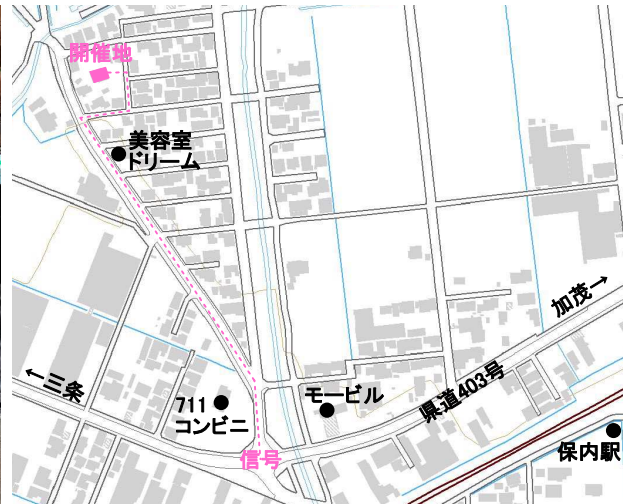 開催地
美容室
ドリーム
加茂→
←三条
モービル
県道403号
711
コンビニ
信号
保内駅